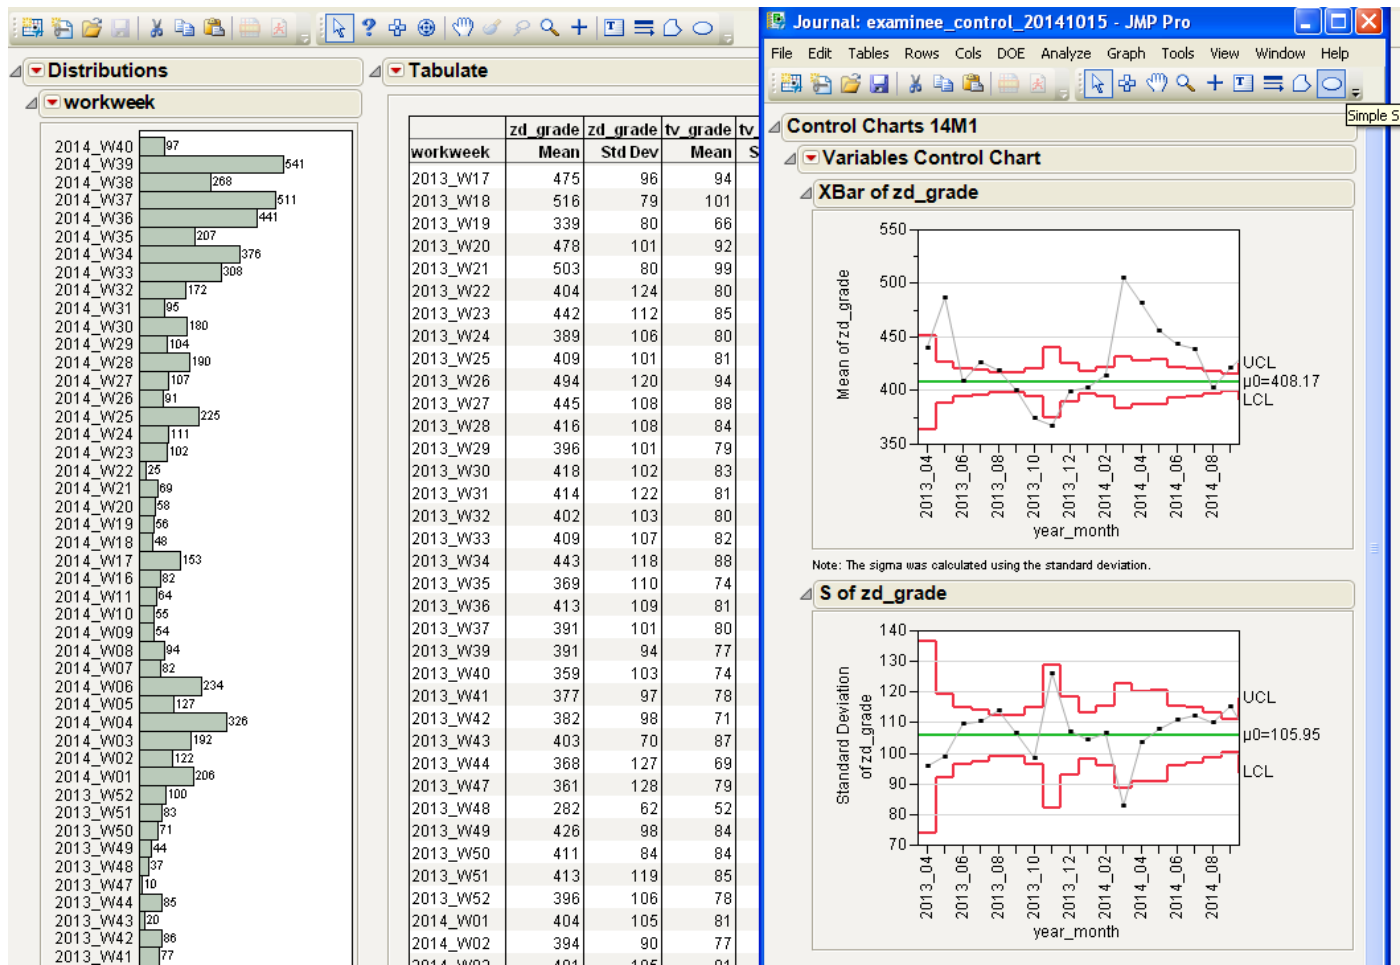 Distributions
workweek
2014_W40 97
2014_W39 541
2014_W38 268
2014_W37 511
2014_W36 441
2014_W35 207
2014_W34 376
2014_W33 308
2014_W32 172
2014_W31 95
2014_W30 180
2014_W29 104
2014_W28 190
2014_W27 107
2014_W26 91
2014_W25 225
2014_W24 111
2014_W23 102
2014_W22 25
2014_W21 69
2014_W20 58
2014_W19 56
2014_W18 48
2014_W17 153
2014_W16 82
2014_W11 64
2014_W10 55
2014_W09 54
2014_W08 94
2014_W07 82
2014_W06 234
2014_W05 127
2014_W04 326
2014_W03 192
2014_W02 122
2014_W01 206
2013_W52 100
2013_W51 83
2013_W50 71
2013_W49 44
2013_W48 37
2013_W47 10
2013_W44 85
2013_W43 20
2013_W42 86
2013_W41 77
Tabulate
zd_grade zd_grade tv_grade tv_
workweek Mean Std Dev Mean S
2013_W17 475 96 94
2013_W18 516 79 101
2013_W19 339 80 66
2013_W20 478 101 92
2013_W21 503 80 99
2013_W22 404 124 80
2013_W23 442 112 85
2013_W24 389 106 80
2013_W25 409 101 81
2013_W26 494 120 94
2013_W27 445 108 88
2013_W28 416 108 84
2013_W29 396 101 79
2013_W30 418 102 83
2013_W31 414 122 81
2013_W32 402 103 80
2013_W33 409 107 82
2013_W34 443 118 88
2013_W35 369 110 74
2013_W36 413 109 81
2013_W37 391 101 80
2013_W39 391 94 77
2013_W40 359 103 74
2013_W41 377 97 78
2013_W42 382 98 71
2013_W43 403 70 87
2013_W44 368 127 69
2013_W47 361 128 79
2013_W48 282 62 52
2013_W49 426 98 84
2013_W50 411 84 84
2013_W51 413 119 85
2013_W52 396 106 78
2014_W01 404 105 81
2014_W02 394 90 77
Journal: examinee_control_20141015 - JMP Pro
File Edit Tables Rows Cols DOE Analyze Graph Tools View Window Help
Simple S
Control Charts 14M1
Variables Control Chart
XBar of zd_grade
Mean of zd_grade
550
500
450
400
350
UCL
µ0=408.17
LCL
2013_04 2013_06 2013_08 2013_10 2013_12 2014_02 2014_04 2014_06 2014_08
year_month
Note: The sigma was calculated using the standard deviation.
S of zd_grade
Standard Deviation
of zd_grade
140
130
120
110
100
90
80
70
UCL
µ0=105.95
LCL
2013_04 2013_06 2013_08 2013_10 2013_12 2014_02 2014_04 2014_06 2014_08
year_month